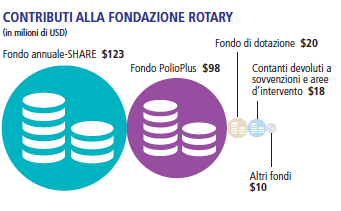 CONTRIBUTI ALLA FONDAZIONE ROTARY
(in milioni di USD)
Fondo annuale-SHARE $123
Fondo PolioPlus $98
Fondo di dotazione $20
Contanti devoluti a
sovvenzioni e aree
d'intervento $18
Altri fondi
$10